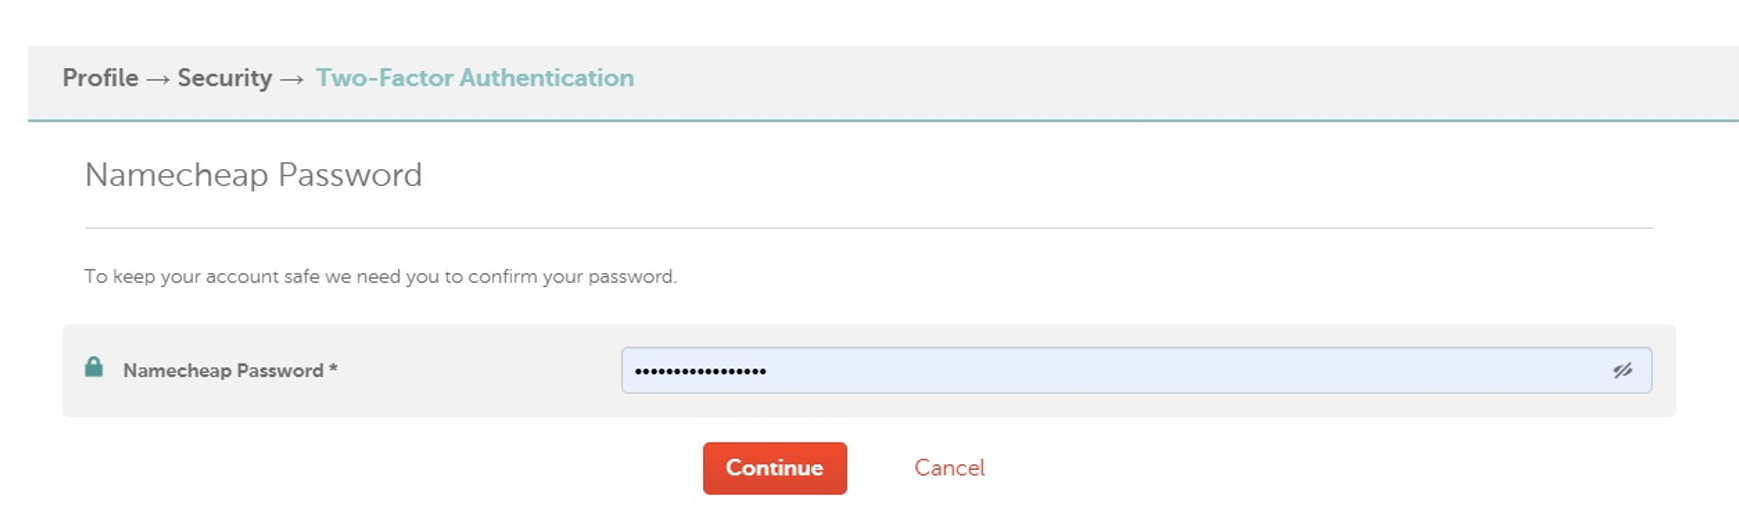 Profile → Security → Two-Factor Authentication
Namecheap Password
To keep your account safe we need you to confirm your password.
Namecheap Password * •••••••••••••••••
Continue Cancel